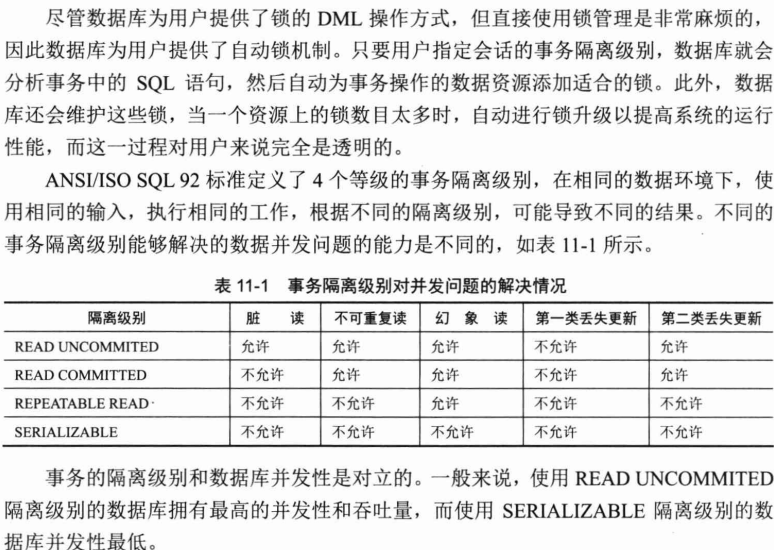 尽管数据库为用户提供了锁的 DML 操作方式，但直接使用锁管理是非常麻烦的，
因此数据库为用户提供了自动锁机制。只要用户指定会话的事务隔离级别，数据库就会
分析事务中的 SQL 语句，然后自动为事务操作的数据资源添加适合的锁。此外，数据
库还会维护这些锁，当一个资源上的锁数目太多时，自动进行锁升级以提高系统的运行
性能，而这一过程对用户来说完全是透明的。
ANSI/ISO SQL 92 标准定义了 4 个等级的事务隔离级别，在相同的数据环境下，使
用相同的输入，执行相同的工作，根据不同的隔离级别，可能导致不同的结果。不同的
事务隔离级别能够解决的数据并发问题的能力是不同的，如表 11-1 所示。
表 11-1 事务隔离级别对并发问题的解决情况
隔离级别 脏 读 不可重复读 幻 象 读 第一类丢失更新 第二类丢失更新
READ UNCOMMITED 允许 允许 允许 不允许 允许
READ COMMITTED 不允许 允许 允许 不允许 允许
REPEATABLE READ 不允许 不允许 允许 不允许 不允许
SERIALIZABLE 不允许 不允许 不允许 不允许 不允许
事务的隔离级别和数据库并发性是对立的。一般来说，使用 READ UNCOMMITED
隔离级别的数据库拥有最高的并发性和吞吐量，而使用 SERIALIZABLE 隔离级别的数
据库并发性最低。